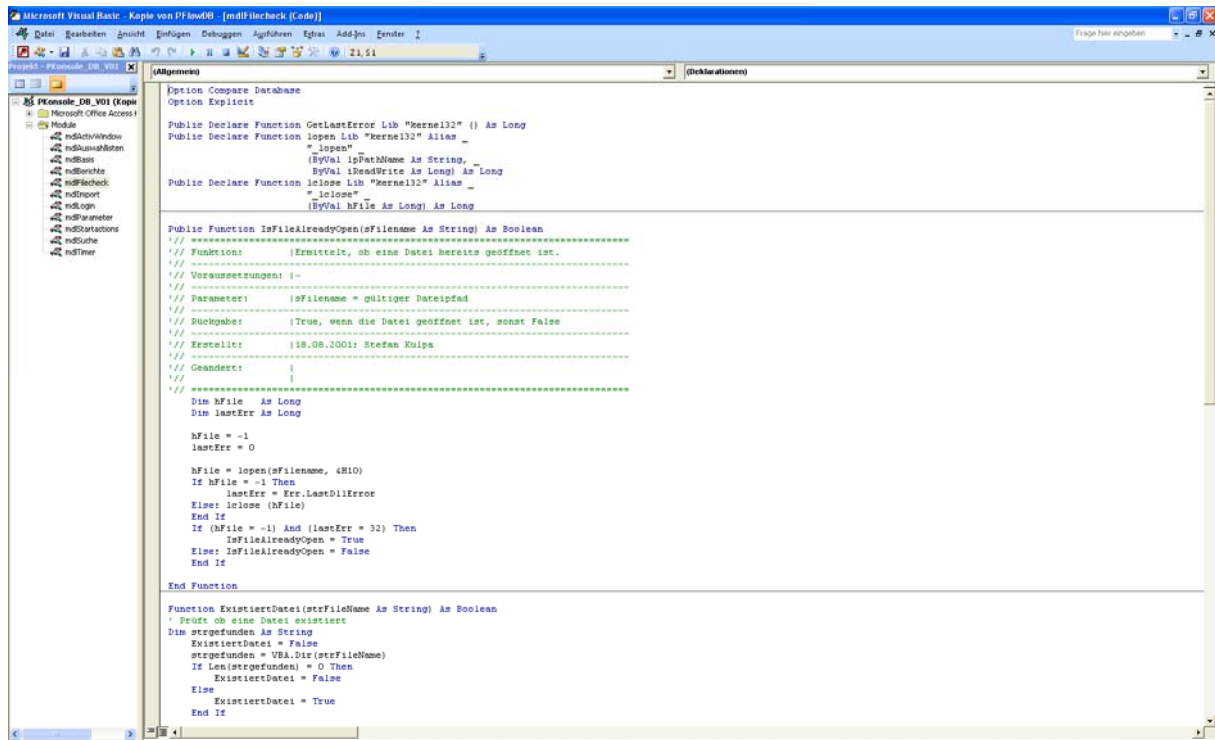 Microsoft Visual Basic - Kopie von PFlowDB - [mdlFilecheck (Code)]
Datei Bearbeiten Ansicht Einfügen Debuggen Ausführen Extras Add-Ins Fenster ?
Frage hier eingeben
Z1, S1
Projekt - PKonsole_DB_V01
(Allgemein)
(Deklarationen)
PKonsole_DB_V01 (Kopie
Microsoft Office Access
Module
mdlActivWindow
mdlAuswahllisten
mdlBasis
mdlBerichte
mdlFilecheck
mdlImport
mdlLogin
mdlParameter
mdlStartactions
mdlSuche
mdlTimer
Option Compare Database
Option Explicit
Public Declare Function GetLastError Lib "kernel32" () As Long
Public Declare Function lopen Lib "kernel32" Alias _
"_lopen" _
(ByVal lpPathName As String, _
ByVal iReadWrite As Long) As Long
Public Declare Function lclose Lib "kernel32" Alias _
"_lclose" _
(ByVal hFile As Long) As Long
Public Function IsFileAlreadyOpen(sFilename As String) As Boolean
'// ===========================================================================
'// Funktion: |Ermittelt, ob eine Datei bereits geöffnet ist.
'// ---------------------------------------------------------------------------
'// Voraussetzungen: |-
'// ---------------------------------------------------------------------------
'// Parameter: |sFilename = gültiger Dateipfad
'// ---------------------------------------------------------------------------
'// Rückgabe: |True, wenn die Datei geöffnet ist, sonst False
'// ---------------------------------------------------------------------------
'// Erstellt: |18.08.2001; Stefan Kulpa
'// ---------------------------------------------------------------------------
'// Geändert: |
'// |
'// ===========================================================================
Dim hFile As Long
Dim lastErr As Long
hFile = -1
lastErr = 0
hFile = lopen(sFilename, &H10)
If hFile = -1 Then
lastErr = Err.LastDllError
Else: lclose (hFile)
End If
If (hFile = -1) And (lastErr = 32) Then
IsFileAlreadyOpen = True
Else: IsFileAlreadyOpen = False
End If
End Function
Function ExistiertDatei(strFileName As String) As Boolean
' Prüft ob eine Datei existiert
Dim strgefunden As String
ExistiertDatei = False
strgefunden = VBA.Dir(strFileName)
If Len(strgefunden) = 0 Then
ExistiertDatei = False
Else
ExistiertDatei = True
End If